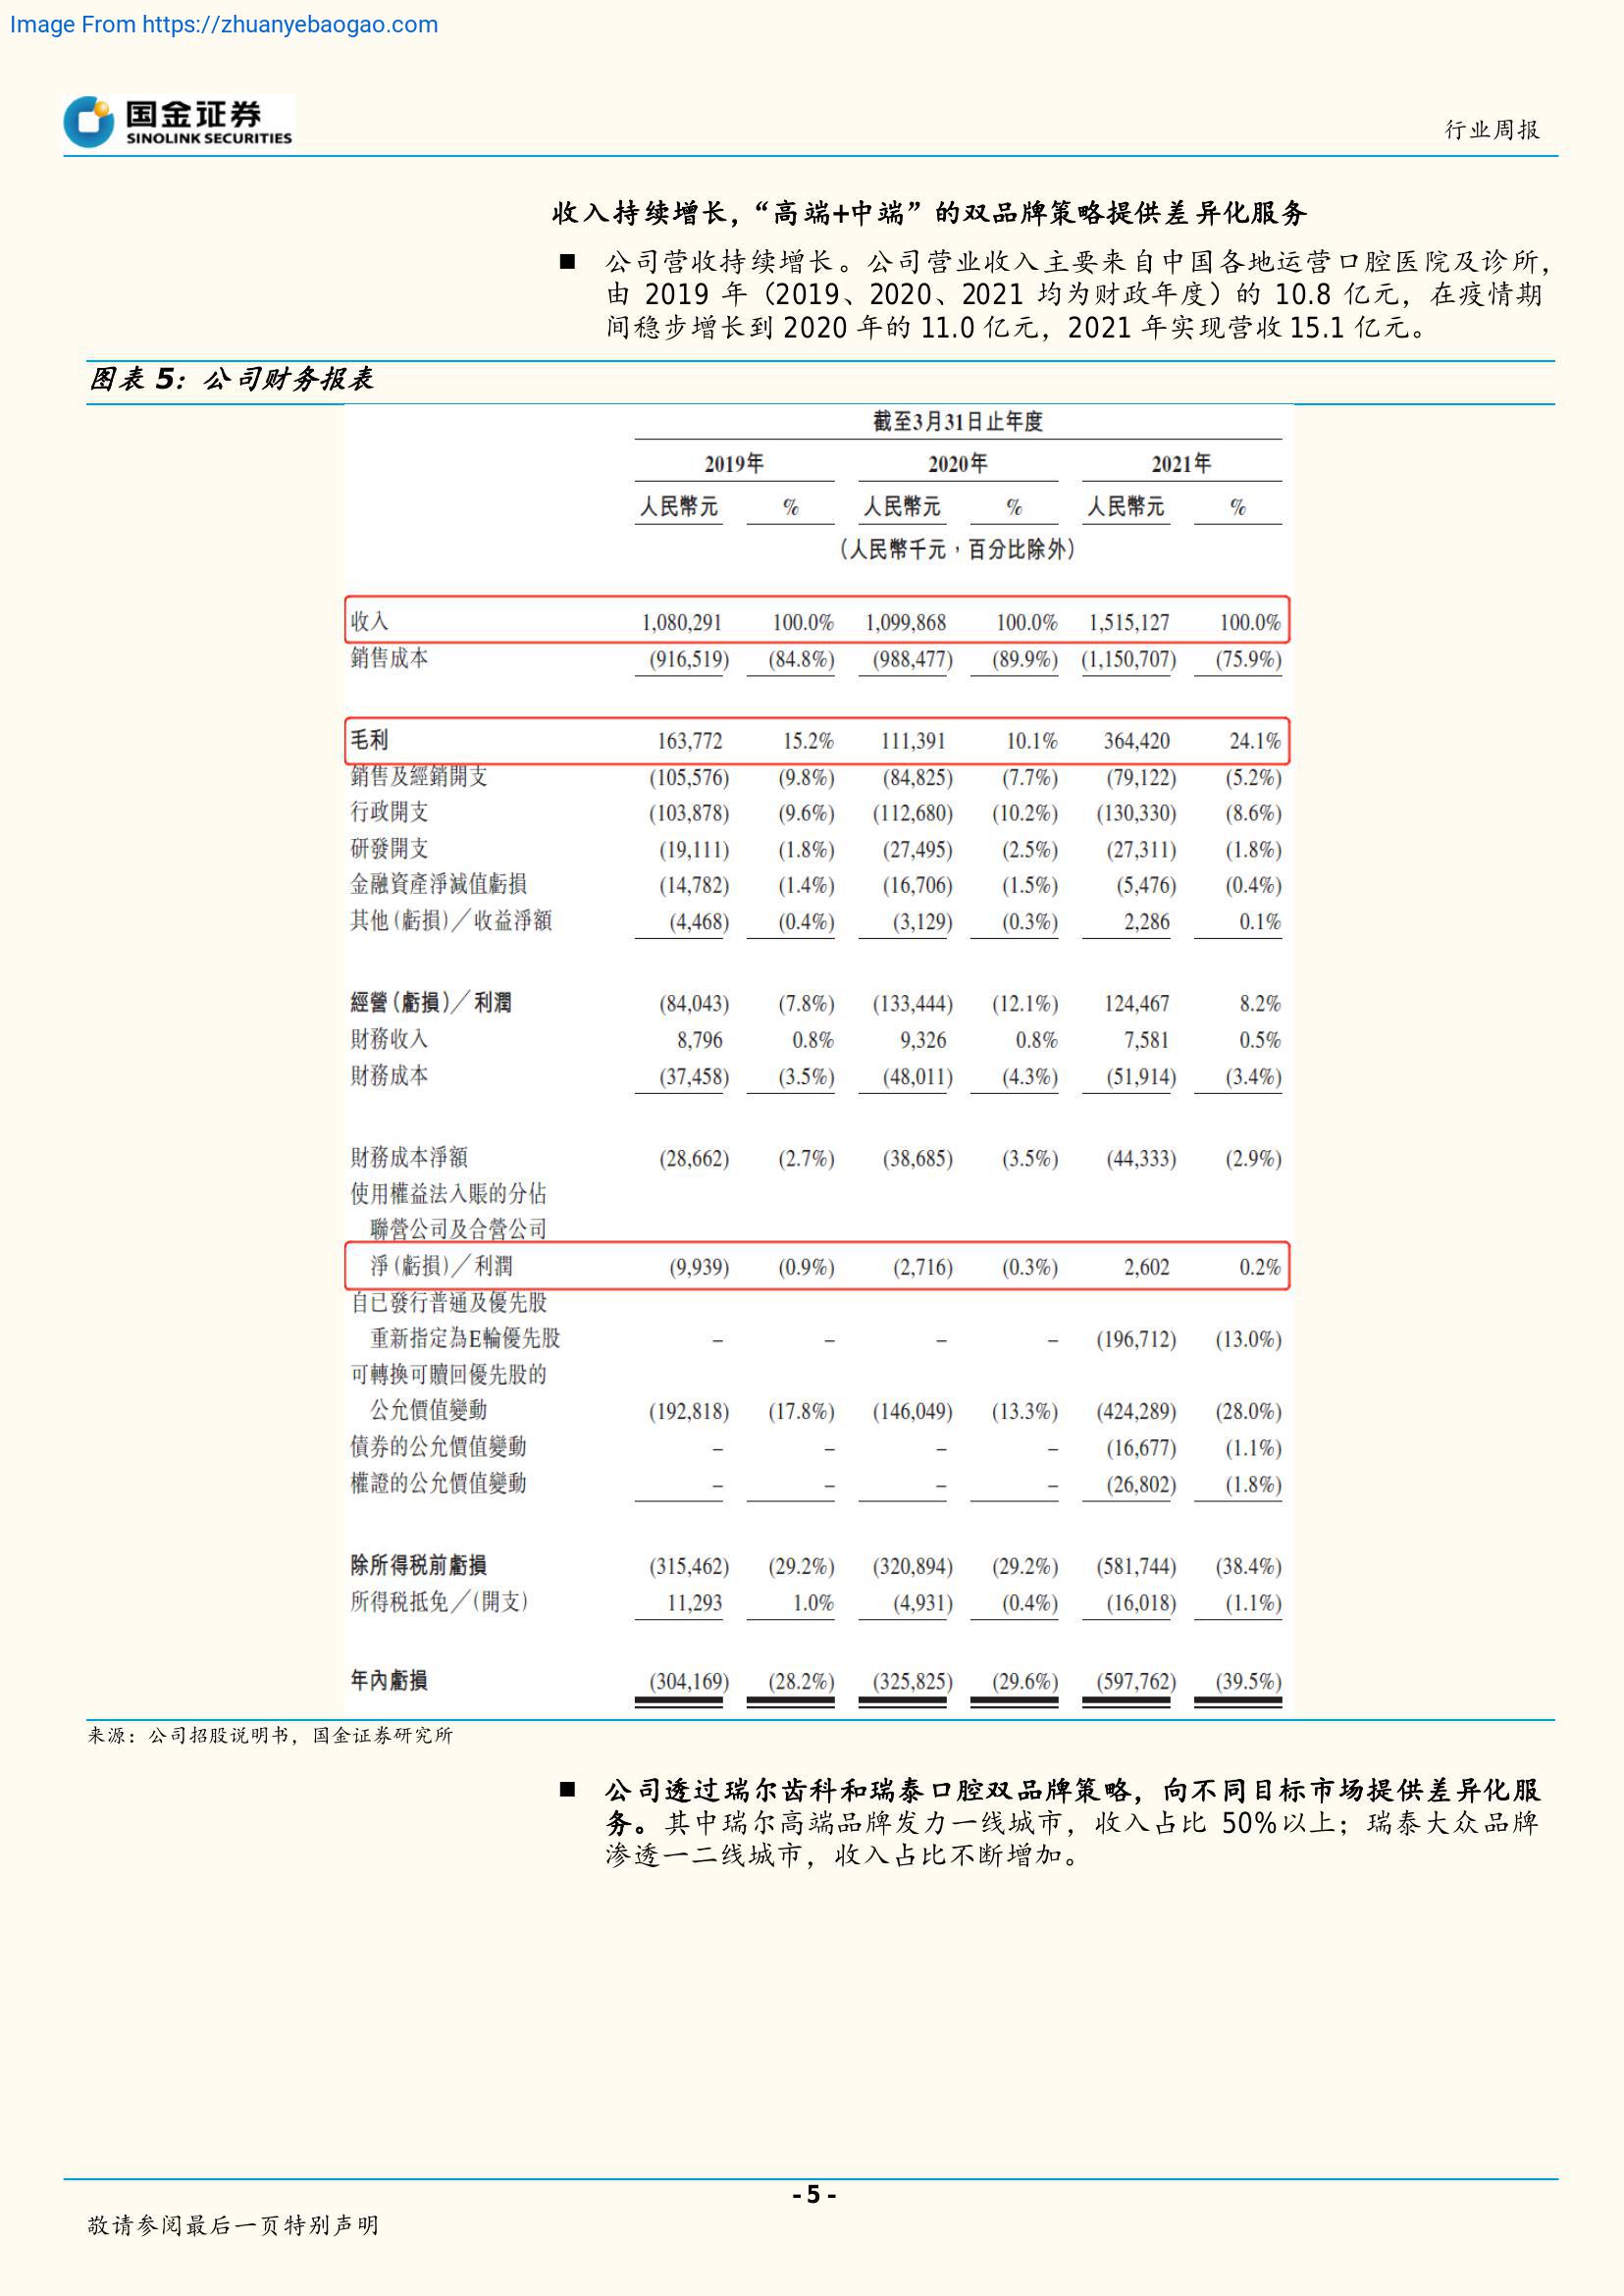 Image From https://zhuanyebaogao.com
国金证券
SINOLINK SECURITIES
行业周报
收入持续增长，“高端+中端”的双品牌策略提供差异化服务
■ 公司营收持续增长。公司营业收入主要来自中国各地运营口腔医院及诊所，
由 2019 年（2019、2020、2021 均为财政年度）的 10.8 亿元，在疫情期
间稳步增长到 2020 年的 11.0 亿元，2021 年实现营收 15.1 亿元。
图表 5：公司财务报表
截至3月31日止年度
2019年 2020年 2021年
人民幣元 % 人民幣元 % 人民幣元 %
（人民幣千元，百分比除外）
收入 1,080,291 100.0% 1,099,868 100.0% 1,515,127 100.0%
銷售成本 (916,519) (84.8%) (988,477) (89.9%) (1,150,707) (75.9%)
毛利 163,772 15.2% 111,391 10.1% 364,420 24.1%
銷售及經銷開支 (105,576) (9.8%) (84,825) (7.7%) (79,122) (5.2%)
行政開支 (103,878) (9.6%) (112,680) (10.2%) (130,330) (8.6%)
研發開支 (19,111) (1.8%) (27,495) (2.5%) (27,311) (1.8%)
金融資產淨減值虧損 (14,782) (1.4%) (16,706) (1.5%) (5,476) (0.4%)
其他（虧損）／收益淨額 (4,468) (0.4%) (3,129) (0.3%) 2,286 0.1%
經營（虧損）／利潤 (84,043) (7.8%) (133,444) (12.1%) 124,467 8.2%
財務收入 8,796 0.8% 9,326 0.8% 7,581 0.5%
財務成本 (37,458) (3.5%) (48,011) (4.3%) (51,914) (3.4%)
財務成本淨額 (28,662) (2.7%) (38,685) (3.5%) (44,333) (2.9%)
使用權益法入賬的分佔
聯營公司及合營公司
淨（虧損）／利潤 (9,939) (0.9%) (2,716) (0.3%) 2,602 0.2%
自已發行普通及優先股
重新指定為E輪優先股 – – – – (196,712) (13.0%)
可轉換可贖回優先股的
公允價值變動 (192,818) (17.8%) (146,049) (13.3%) (424,289) (28.0%)
債券的公允價值變動 – – – – (16,677) (1.1%)
權證的公允價值變動 – – – – (26,802) (1.8%)
除所得税前虧損 (315,462) (29.2%) (320,894) (29.2%) (581,744) (38.4%)
所得税抵免／（開支） 11,293 1.0% (4,931) (0.4%) (16,018) (1.1%)
年內虧損 (304,169) (28.2%) (325,825) (29.6%) (597,762) (39.5%)
来源：公司招股说明书，国金证券研究所
■ 公司透过瑞尔齿科和瑞泰口腔双品牌策略，向不同目标市场提供差异化服
务。其中瑞尔高端品牌发力一线城市，收入占比 50%以上；瑞泰大众品牌
渗透一二线城市，收入占比不断增加。
- 5 -
敬请参阅最后一页特别声明